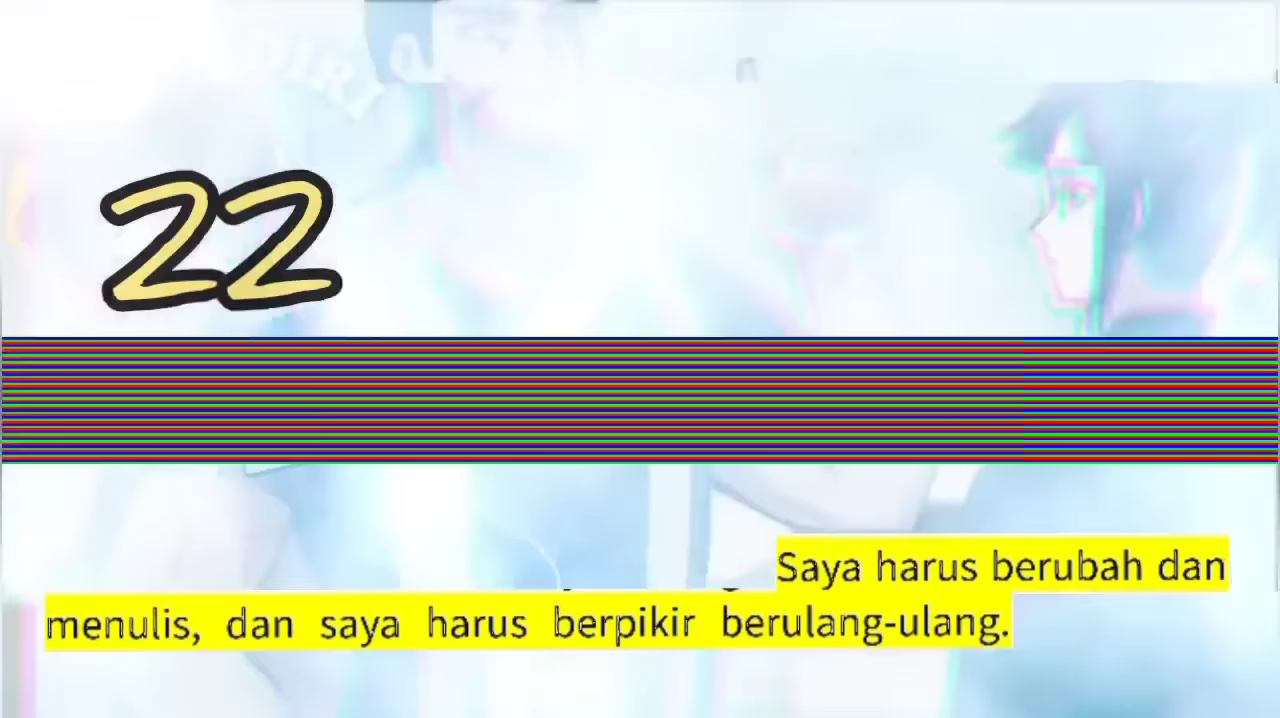 22
Saya harus berubah dan
menulis, dan saya harus berpikir berulang-ulang.